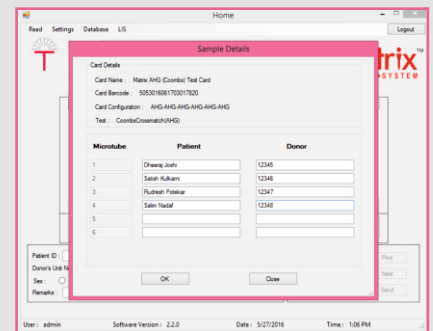 Home
Read Settings Database LIS
Logout
trix™
SYSTEM
Sample Details
Card Details
Card Name : Matrix AHG (Coombs) Test Card
Card Barcode : 5053016061703017820
Card Configuration : AHG-AHG-AHG-AHG-AHG-AHG
Test : CoombsCrossmatch(AHG)
Microtube Patient Donor
1 Dheeraj Joshi 12345
2 Satish Kulkarni 12346
3 Rudresh Potekar 12347
4 Salim Nadaf 12348
5
6
OK Close
Patient ID :
Donor's Unit N
Sex :
Remarks :
Print
Next
Send
User : admin Software Version : 2.2.0 Date : 5/27/2016 Time : 1:06 PM